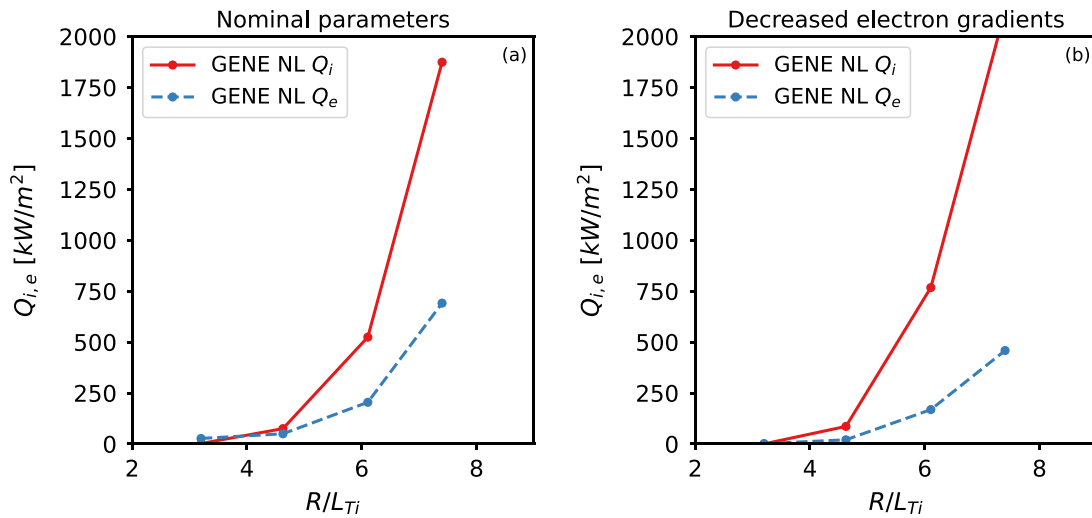 Nominal parameters
(a)
GENE NL Q_i
GENE NL Q_e
2000
1750
1500
1250
1000
750
500
250
0
Q_{i,e} [kW/m^2]
2 4 6 8
R/L_{Ti}
Decreased electron gradients
(b)
GENE NL Q_i
GENE NL Q_e
2000
1750
1500
1250
1000
750
500
250
0
Q_{i,e} [kW/m^2]
2 4 6 8
R/L_{Ti}